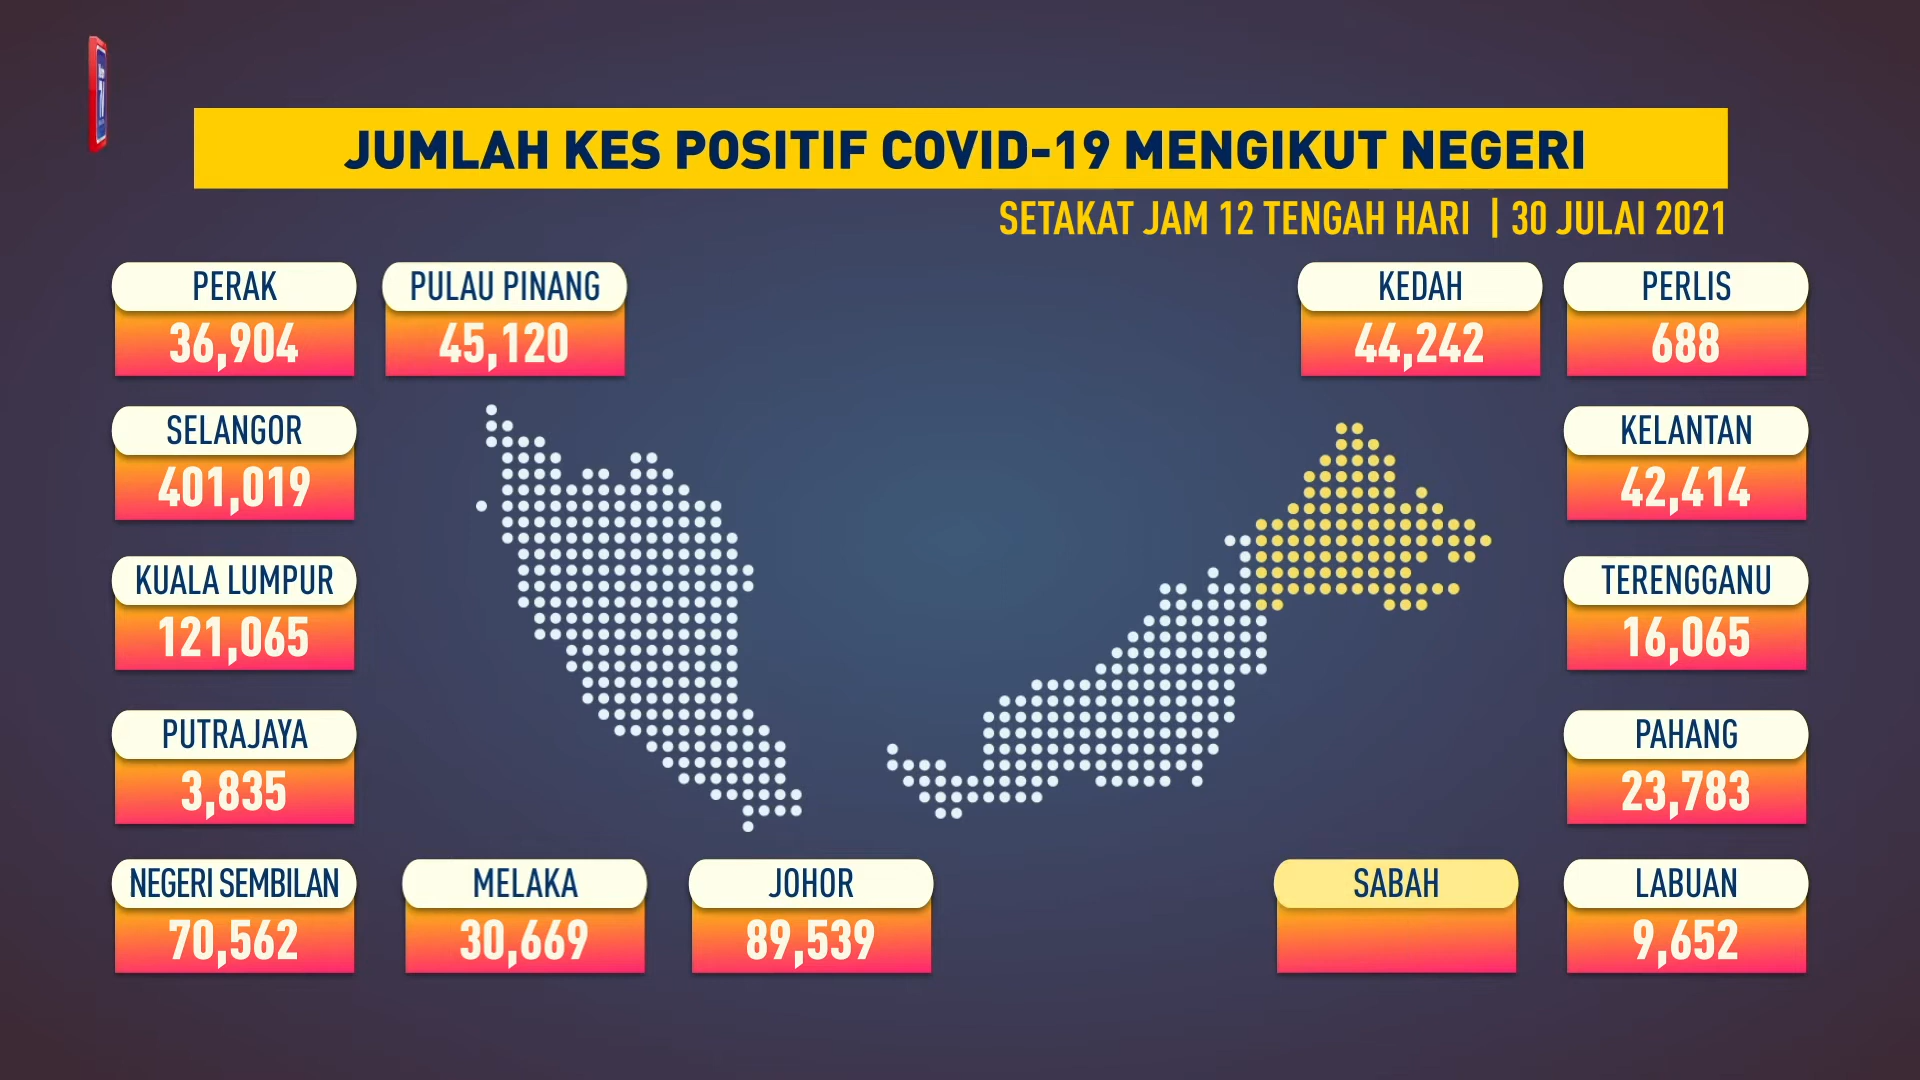 JUMLAH KES POSITIF COVID-19 MENGIKUT NEGERI
SETAKAT JAM 12 TENGAH HARI | 30 JULAI 2021
PERAK
36,904
PULAU PINANG
45,120
KEDAH
44,242
PERLIS
688
SELANGOR
401,019
KELANTAN
42,414
KUALA LUMPUR
121,065
TERENGGANU
16,065
PUTRAJAYA
3,835
PAHANG
23,783
NEGERI SEMBILAN
70,562
MELAKA
30,669
JOHOR
89,539
SABAH
LABUAN
9,652